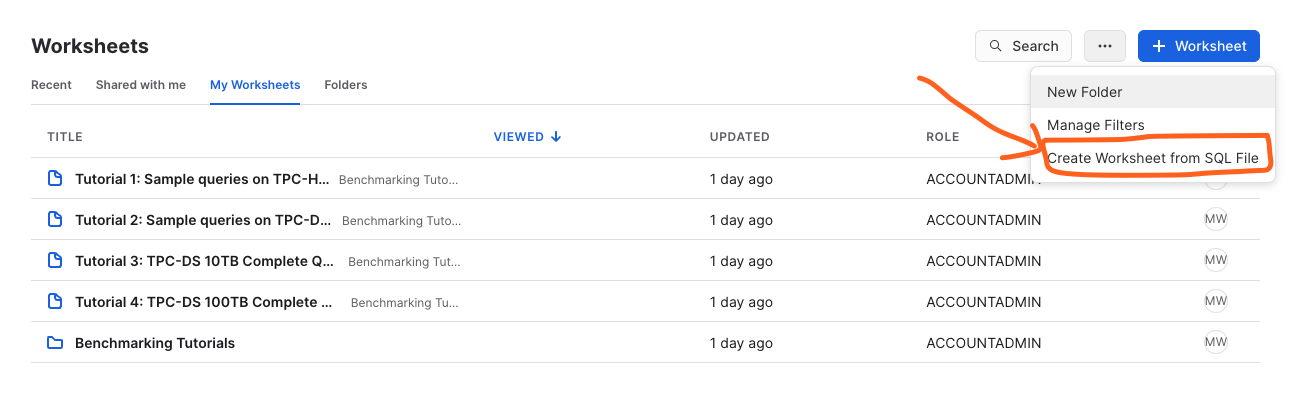 Worksheets
Search
... 
+ Worksheet
Recent
Shared with me
My Worksheets
Folders
New Folder
Manage Filters
Create Worksheet from SQL File
TITLE
VIEWED
UPDATED
ROLE
Tutorial 1: Sample queries on TPC-H... Benchmarking Tuto... 1 day ago ACCOUNTADMIN
Tutorial 2: Sample queries on TPC-D... Benchmarking Tuto... 1 day ago ACCOUNTADMIN MW
Tutorial 3: TPC-DS 10TB Complete Q... Benchmarking Tut... 1 day ago ACCOUNTADMIN MW
Tutorial 4: TPC-DS 100TB Complete ... Benchmarking Tu... 1 day ago ACCOUNTADMIN MW
Benchmarking Tutorials 1 day ago ACCOUNTADMIN MW